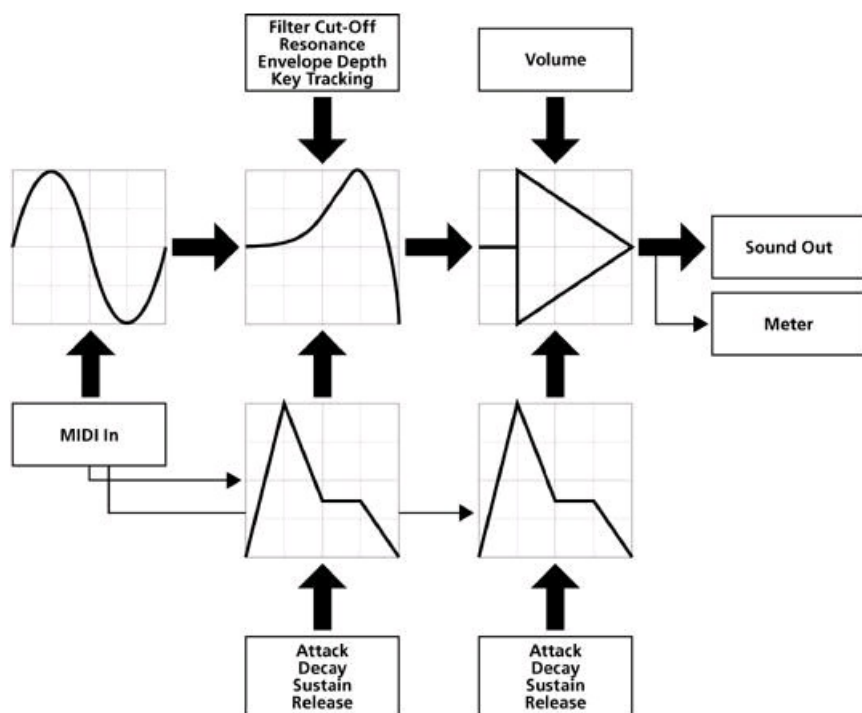 Filter Cut-Off
Resonance
Envelope Depth
Key Tracking
Volume
Sound Out
Meter
MIDI In
Attack
Decay
Sustain
Release
Attack
Decay
Sustain
Release